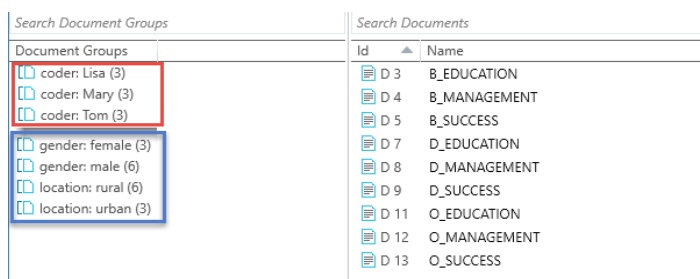 Search Document Groups
Document Groups
coder: Lisa (3)
coder: Mary (3)
coder: Tom (3)
gender: female (3)
gender: male (6)
location: rural (6)
location: urban (3)
Search Documents
Id Name
D 3 B_EDUCATION
D 4 B_MANAGEMENT
D 5 B_SUCCESS
D 7 D_EDUCATION
D 8 D_MANAGEMENT
D 9 D_SUCCESS
D 11 O_EDUCATION
D 12 O_MANAGEMENT
D 13 O_SUCCESS